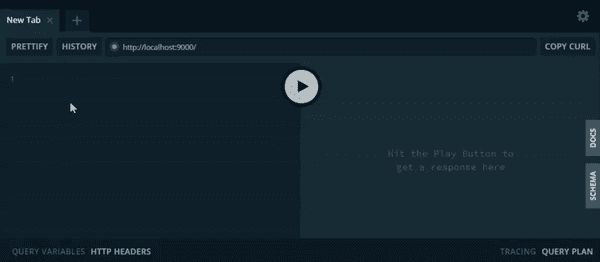 New Tab
PRETTIFY HISTORY http://localhost:9000/ COPY CURL
1
Hit the Play Button to
get a response here
DOCS
SCHEMA
QUERY VARIABLES HTTP HEADERS TRACING QUERY PLAN